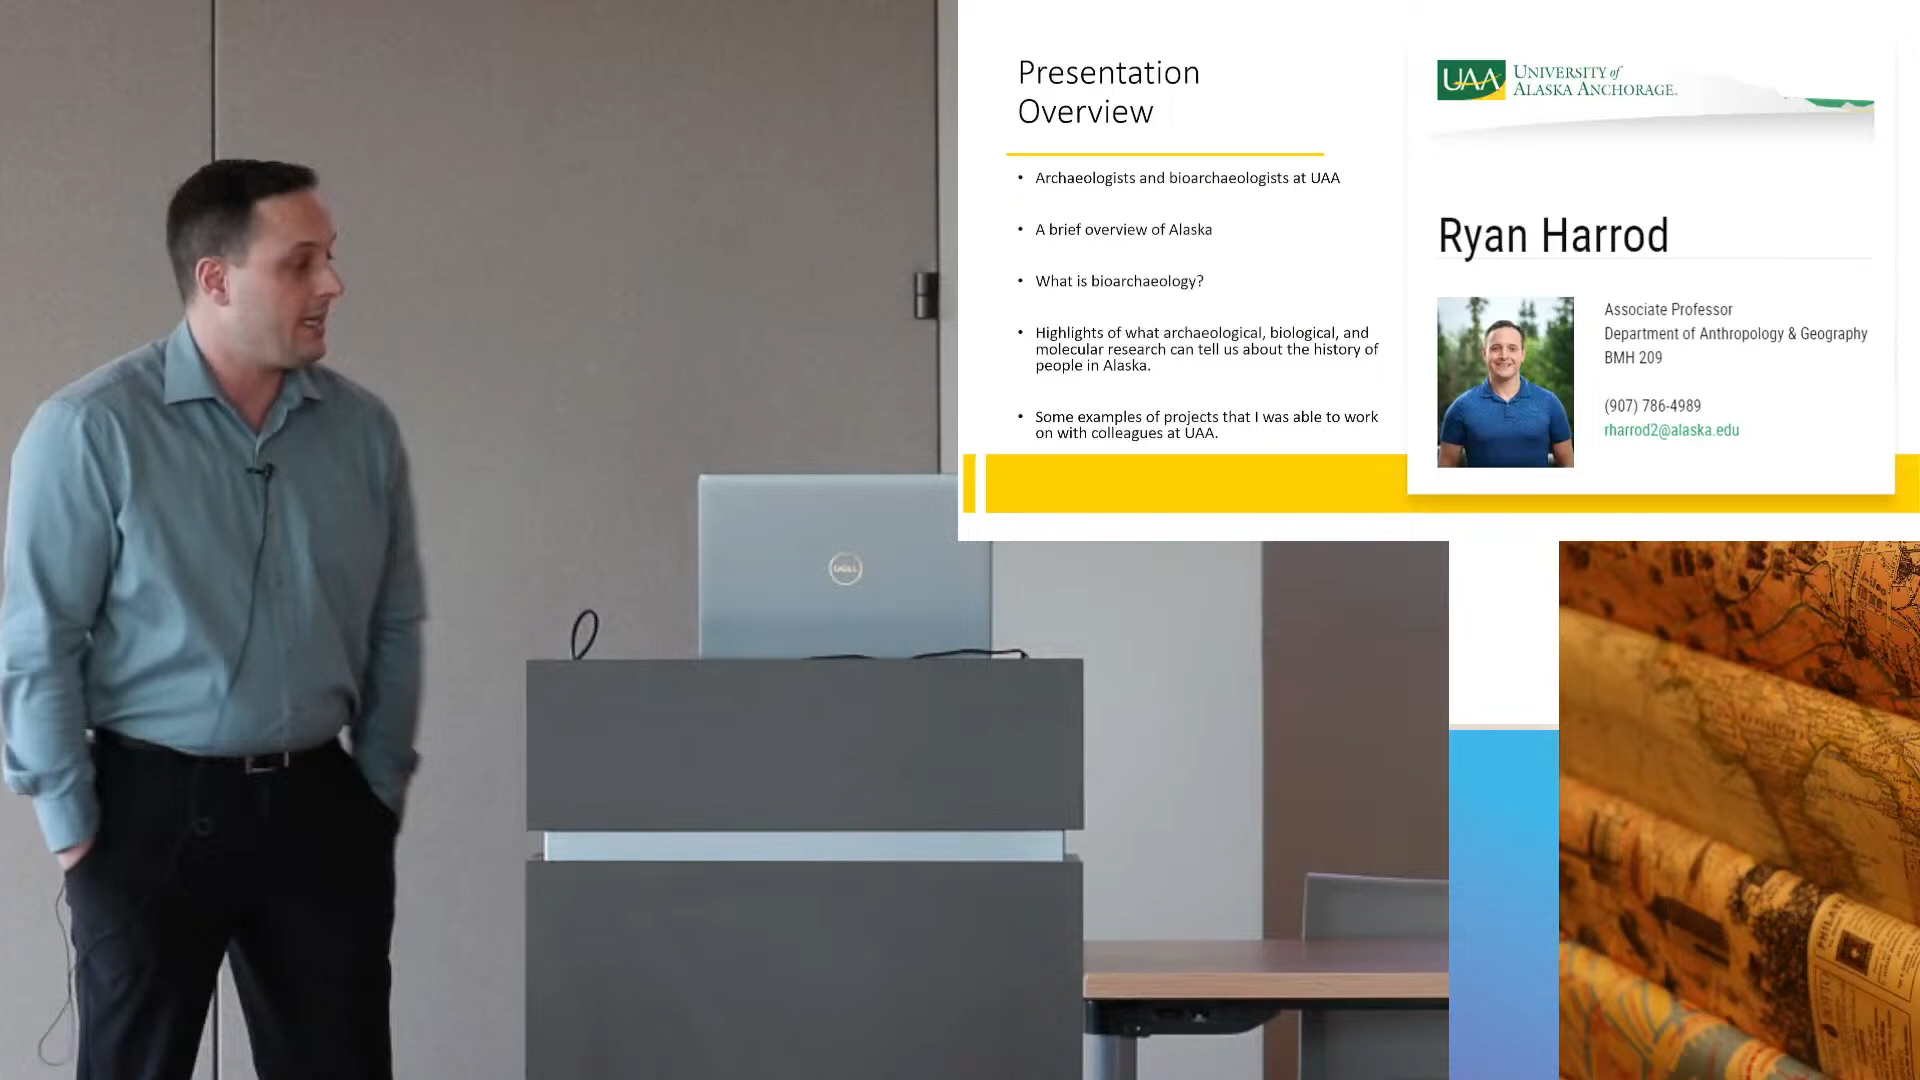 Presentation
Overview
• Archaeologists and bioarchaeologists at UAA
• A brief overview of Alaska
• What is bioarchaeology?
• Highlights of what archaeological, biological, and
molecular research can tell us about the history of
people in Alaska.
• Some examples of projects that I was able to work
on with colleagues at UAA.
UAA
UNIVERSITY of
ALASKA ANCHORAGE.
Ryan Harrod
Associate Professor
Department of Anthropology & Geography
BMH 209
(907) 786-4989
rharrod2@alaska.edu
DELL